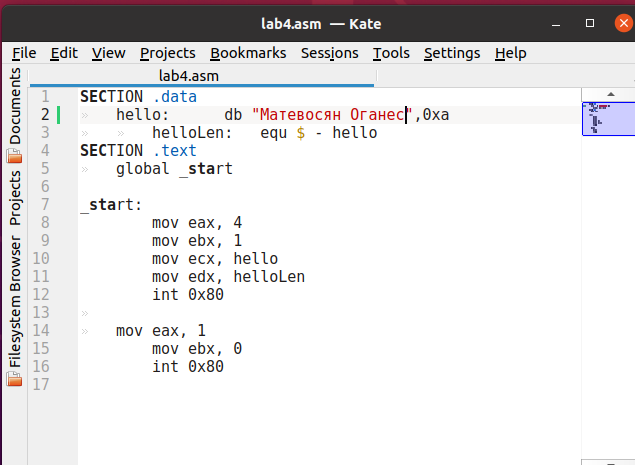 lab4.asm — Kate
File Edit View Projects Bookmarks Sessions Tools Settings Help
lab4.asm
Documents
Projects
Filesystem Browser
1 SECTION .data
2 » hello: db "Матевосян Оганес",0xa
3 » » helloLen: equ $ - hello
4 SECTION .text
5 » global _start
6
7 _start:
8 mov eax, 4
9 mov ebx, 1
10 mov ecx, hello
11 mov edx, helloLen
12 int 0x80
13 »
14 » mov eax, 1
15 mov ebx, 0
16 int 0x80
17